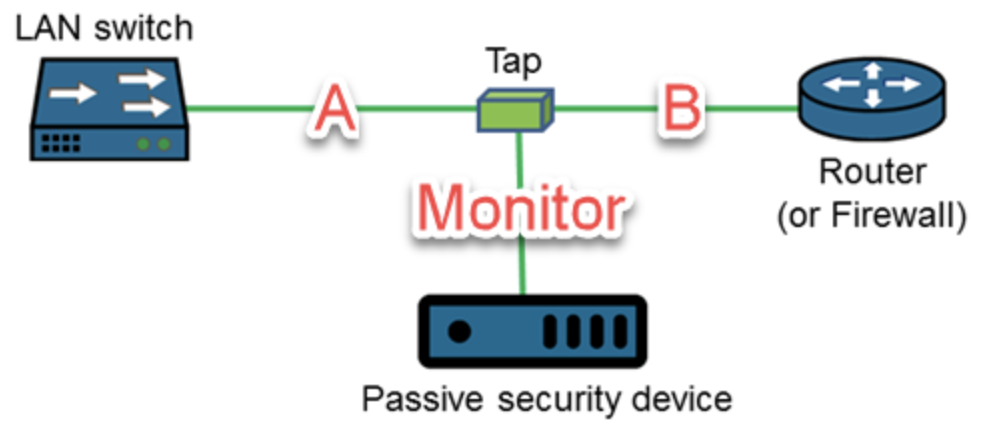 LAN switch
Tap
A
B
Router
(or Firewall)
Monitor
Passive security device